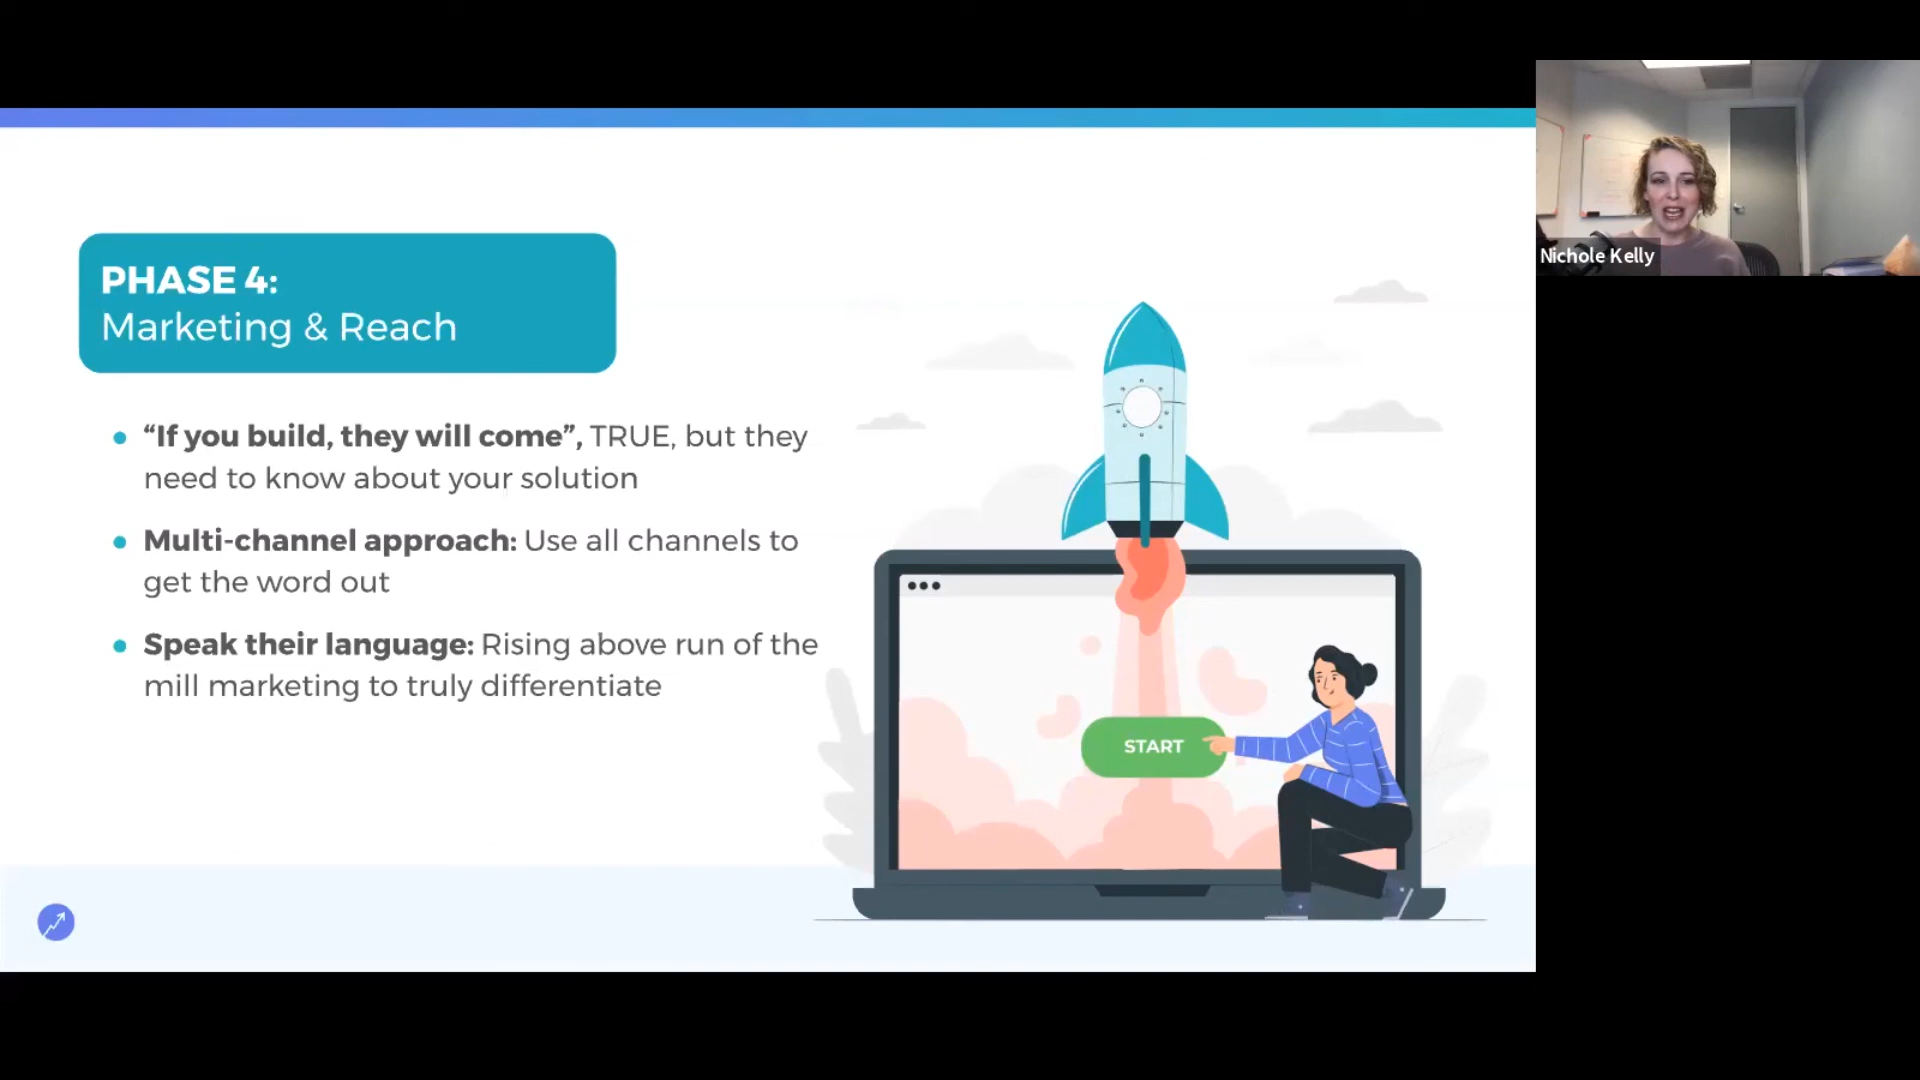 PHASE 4:
Marketing & Reach
“If you build, they will come”, TRUE, but they
need to know about your solution
Multi-channel approach: Use all channels to
get the word out
Speak their language: Rising above run of the
mill marketing to truly differentiate
START
Nichole Kelly